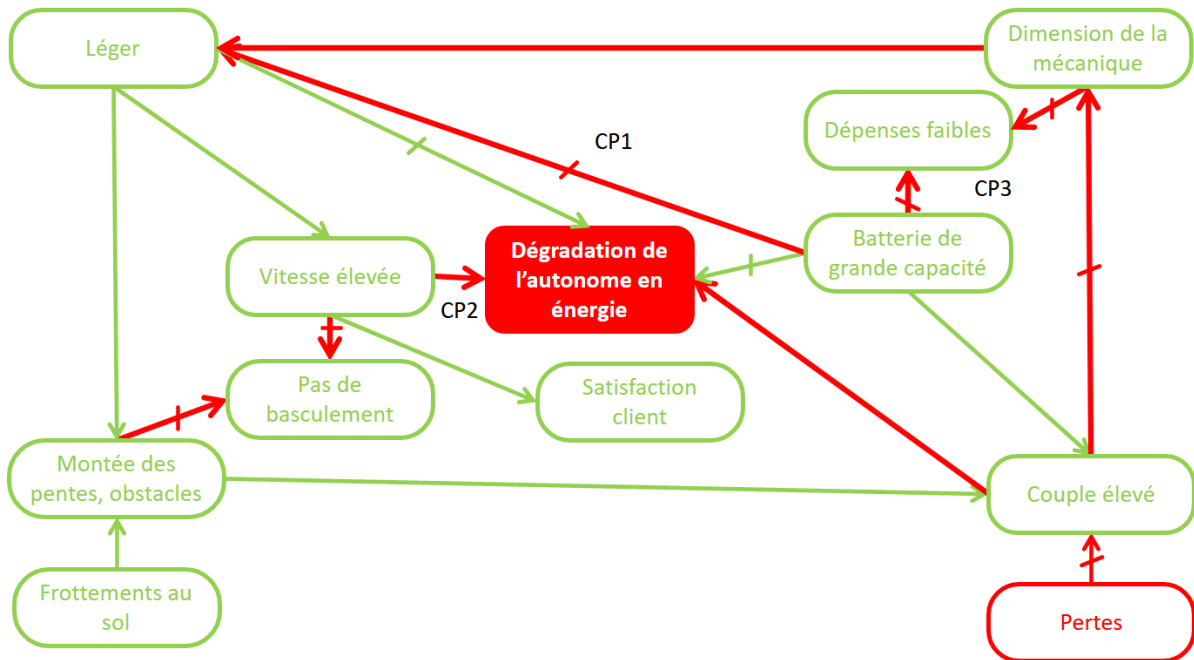 Léger
Dimension de la
mécanique
Dépenses faibles
CP1
CP3
Dégradation de
l'autonome en
énergie
Batterie de
grande capacité
Vitesse élevée
CP2
Pas de
basculement
Satisfaction
client
Montée des
pentes, obstacles
Couple élevé
Frottements au
sol
Pertes